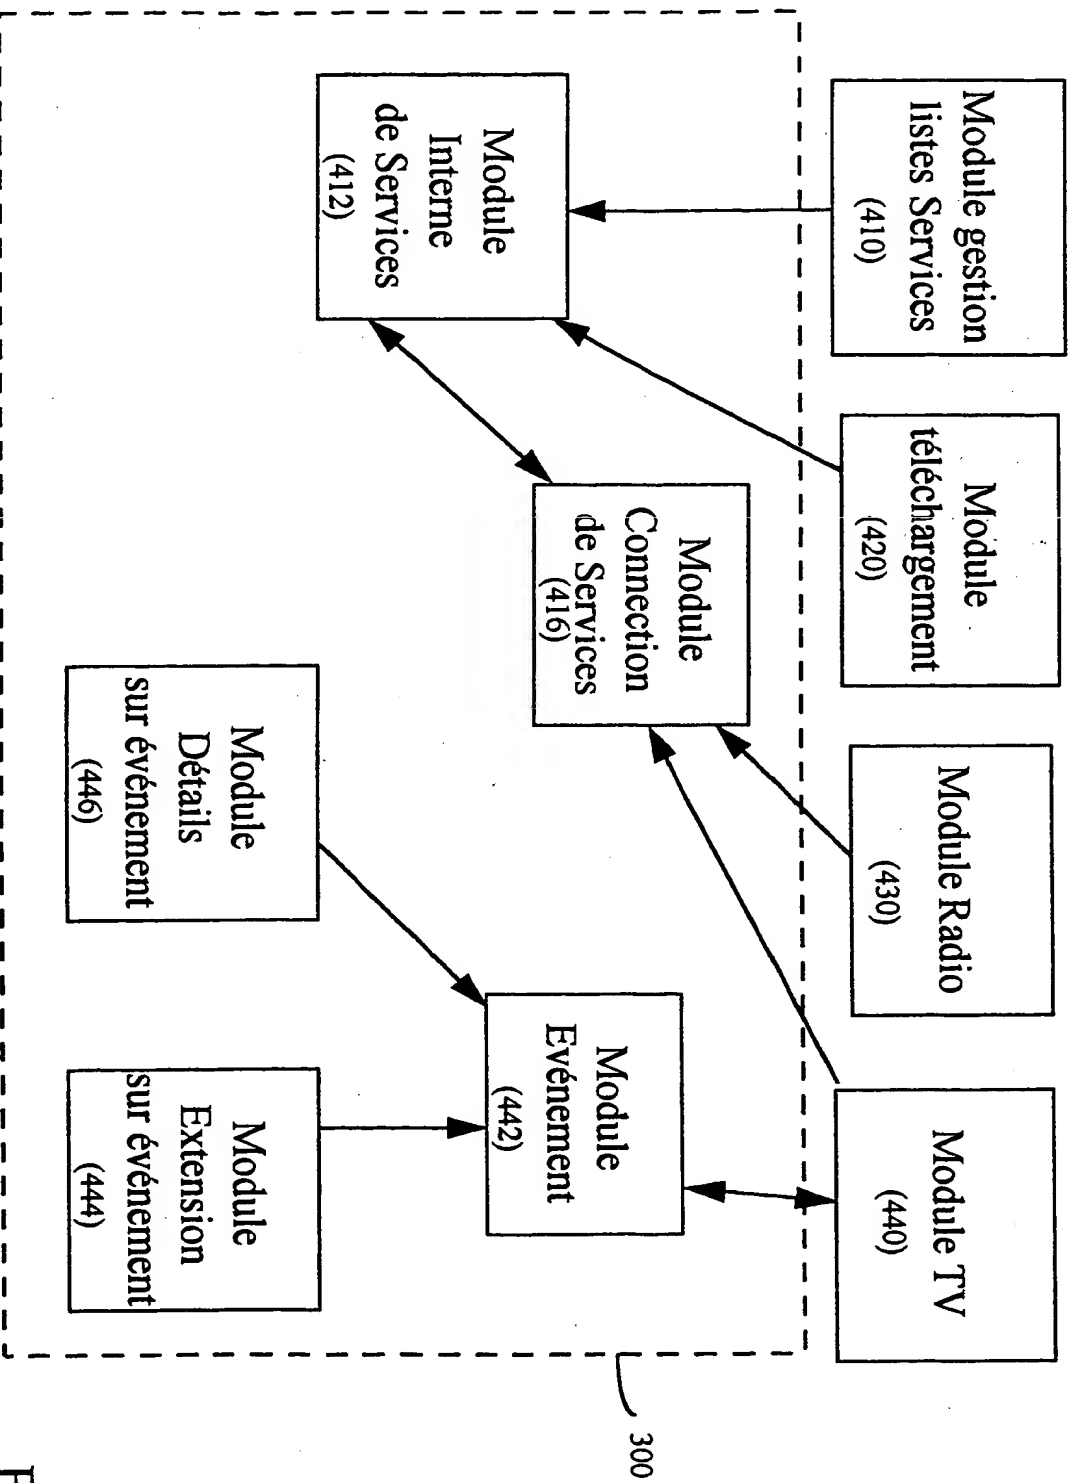 Module gestion
listes Services
(410)
Module
téléchargement
(420)
Module Radio
(430)
Module TV
(440)
Module
Interne
de Services
(412)
Module
Connection
de Services
(416)
Module
Evénement
(442)
Module
Détails
sur événement
(446)
Module
Extension
sur événement
(444)
300